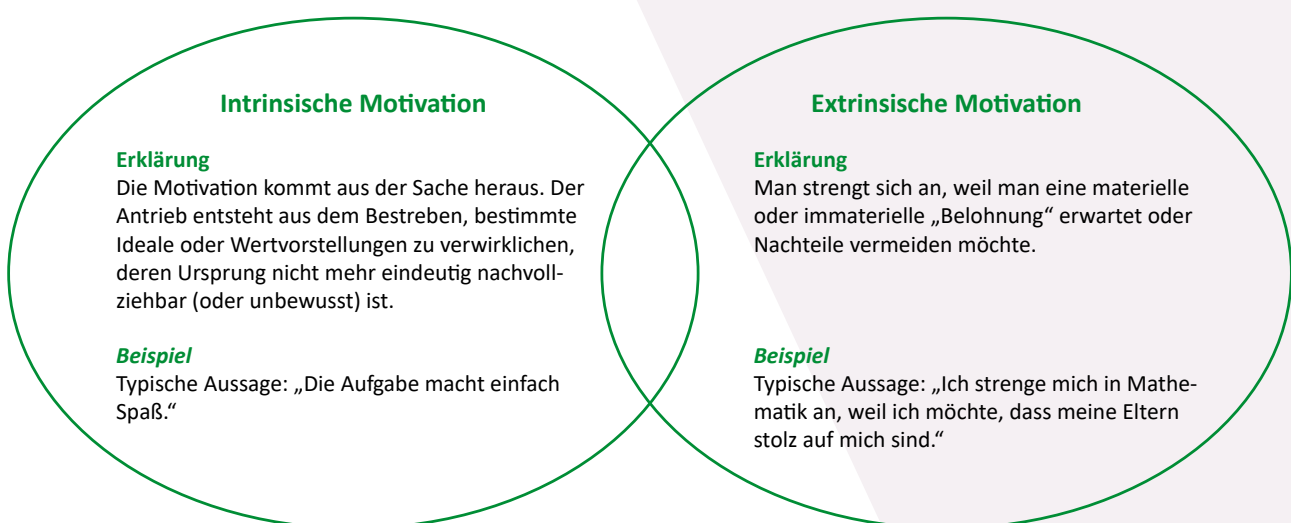 Intrinsische Motivation
Erklärung
Die Motivation kommt aus der Sache heraus. Der
Antrieb entsteht aus dem Bestreben, bestimmte
Ideale oder Wertvorstellungen zu verwirklichen,
deren Ursprung nicht mehr eindeutig nachvoll-
ziehbar (oder unbewusst) ist.
Beispiel
Typische Aussage: „Die Aufgabe macht einfach
Spaß.“
Extrinsische Motivation
Erklärung
Man strengt sich an, weil man eine materielle
oder immaterielle „Belohnung“ erwartet oder
Nachteile vermeiden möchte.
Beispiel
Typische Aussage: „Ich strenge mich in Mathe-
matik an, weil ich möchte, dass meine Eltern
stolz auf mich sind.“